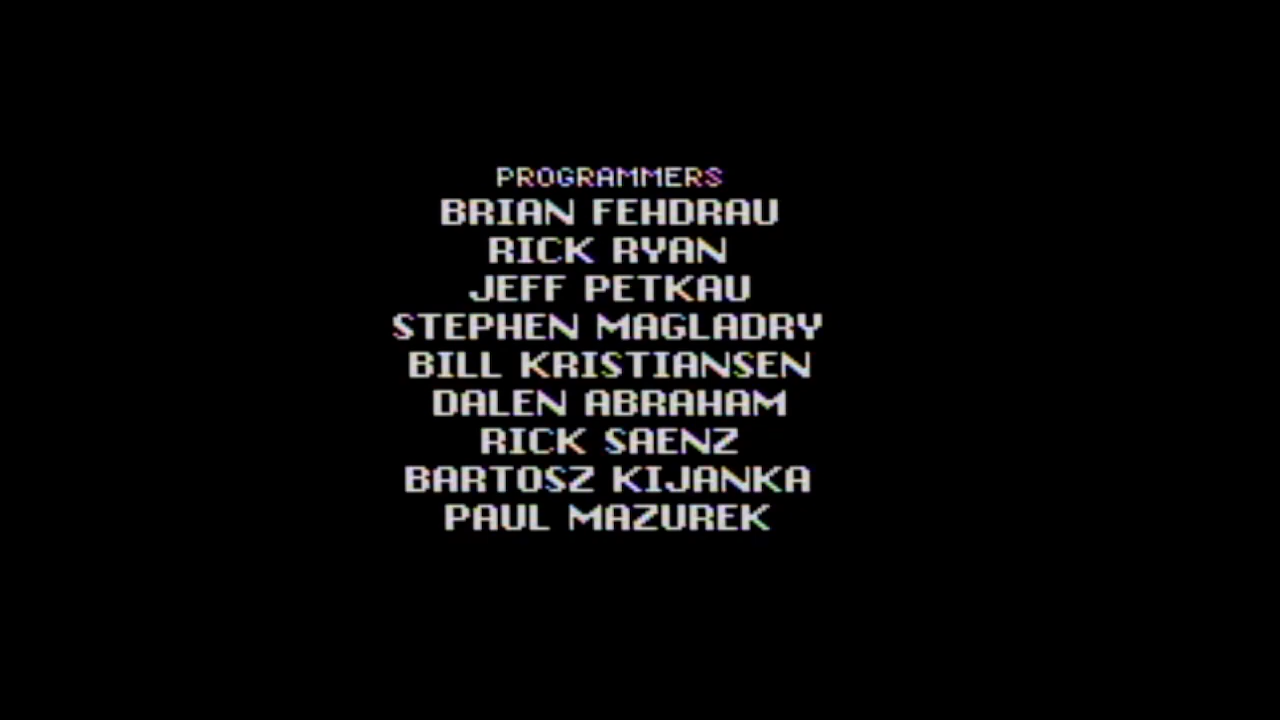 PROGRAMMERS
BRIAN FEHDRAU
RICK RYAN
JEFF PETKAU
STEPHEN MAGLADRY
BILL KRISTIANSEN
DALEN ABRAHAM
RICK SAENZ
BARTOSZ KIJANKA
PAUL MAZUREK